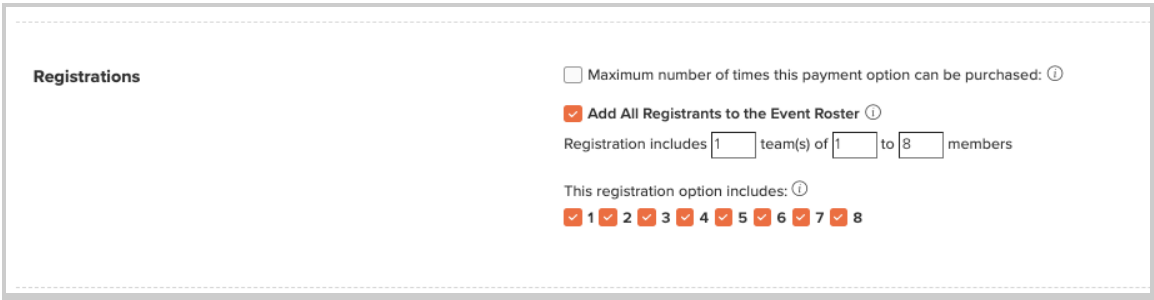 Registrations
Maximum number of times this payment option can be purchased:
Add All Registrants to the Event Roster
Registration includes 1 team(s) of 1 to 8 members
This registration option includes:
1 2 3 4 5 6 7 8